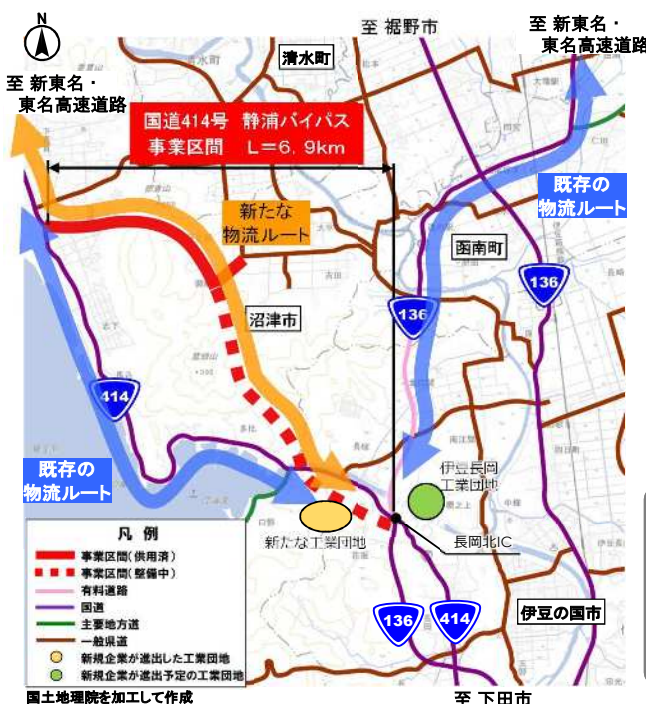 N
至 裾野市
至 新東名・
東名高速道路
清水町
至 新東名・
東名高速道路
国道414号 静浦バイパス
事業区間 L=6.9km
既存の
物流ルート
新たな
物流ルート
函南町
136
136
沼津市
414
既存の
物流ルート
伊豆長岡
工業団地
新たな工業団地
長岡北IC
伊豆の国市
136
414
凡 例
事業区間(供用済)
事業区間(整備中)
有料道路
国道
主要地方道
一般県道
新規企業が進出した工業団地
新規企業が進出予定の工業団地
国土地理院を加工して作成
至 下田市